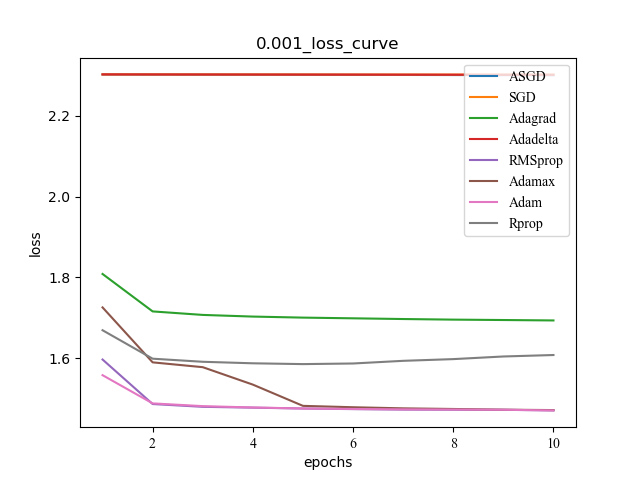 0.001_loss_curve
ASGD
SGD
Adagrad
Adadelta
RMSprop
Adamax
Adam
Rprop
2.2
2.0
1.8
1.6
loss
2 4 6 8 10
epochs